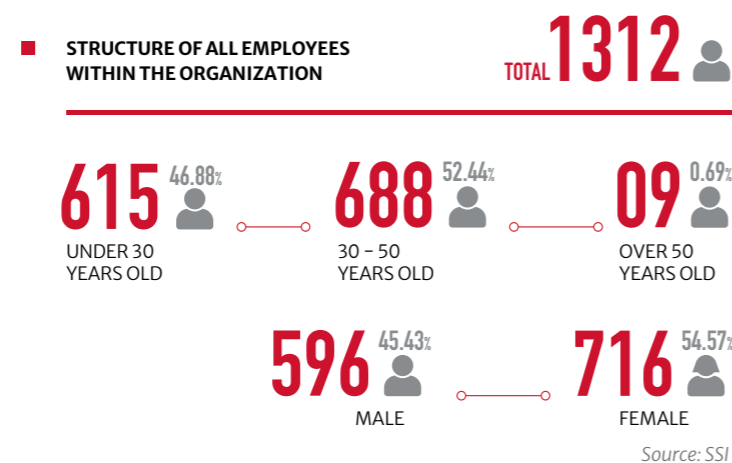 STRUCTURE OF ALL EMPLOYEES
WITHIN THE ORGANIZATION
TOTAL 1312
615 46.88%
UNDER 30
YEARS OLD
688 52.44%
30 – 50
YEARS OLD
09 0.69%
OVER 50
YEARS OLD
596 45.43%
MALE
716 54.57%
FEMALE
Source: SSI